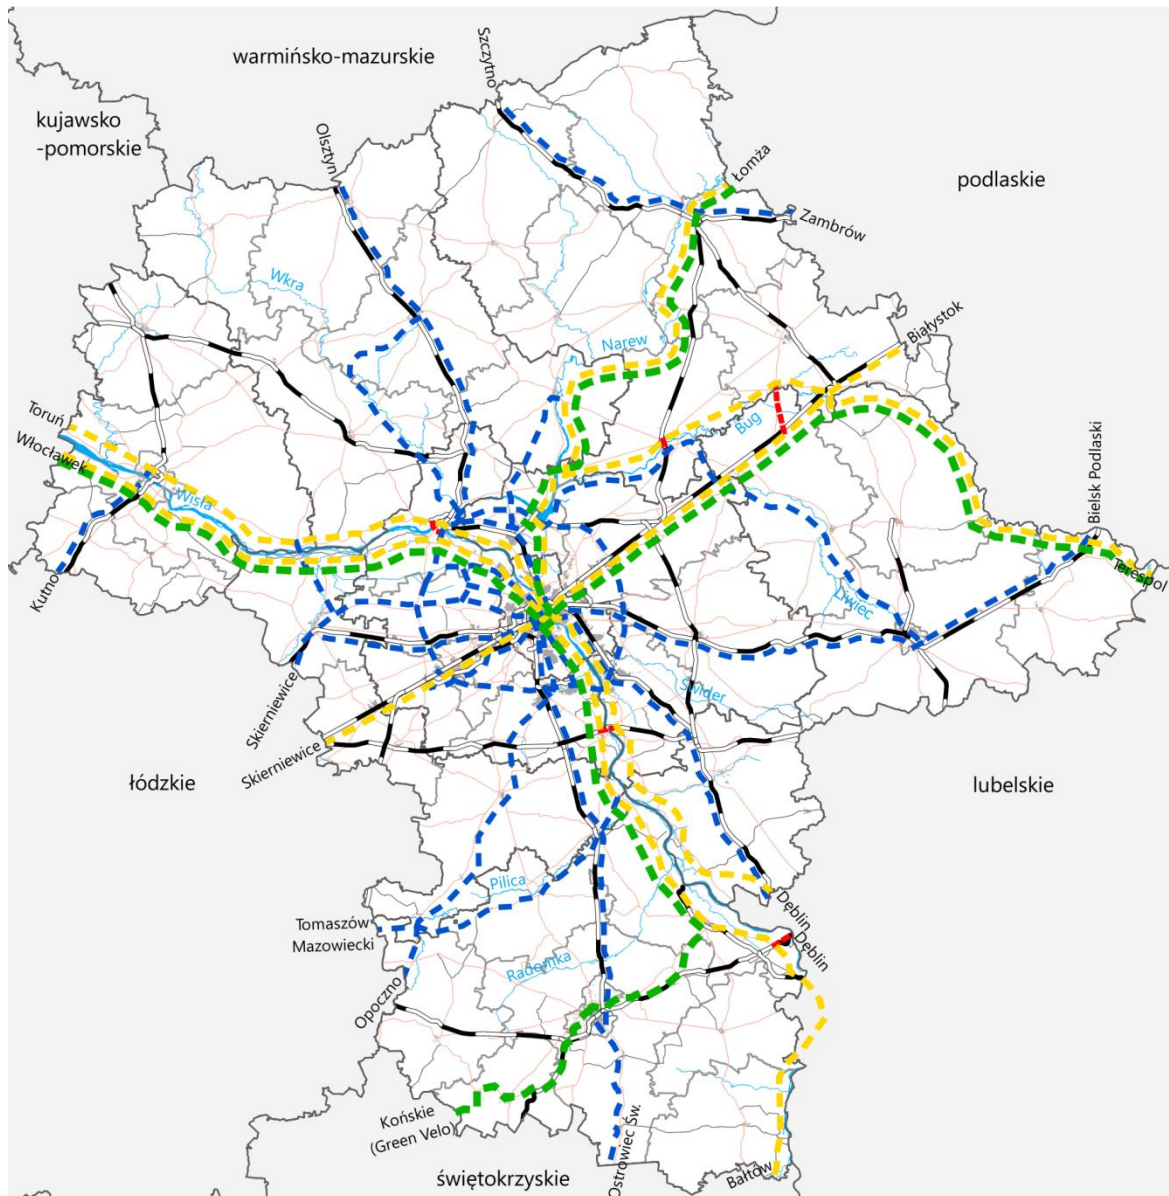 warmińsko-mazurskie
Szczytno
kujawsko
-pomorskie
Olsztyn
Łomża
podlaskie
Zambrów
Wkra
Narew
Białystok
Toruń
Włocławek
Bug
Bielsk Podlaski
Wisła
Kutno
Terespol
Liwiec
Skierniewice
Świder
Skierniewice
łódzkie
lubelskie
Pilica
Dęblin
Tomaszów
Mazowiecki
Dęblin
Radomka
Opoczno
Końskie
(Green Velo)
Ostrowiec Św.
Bałtów
świętokrzyskie